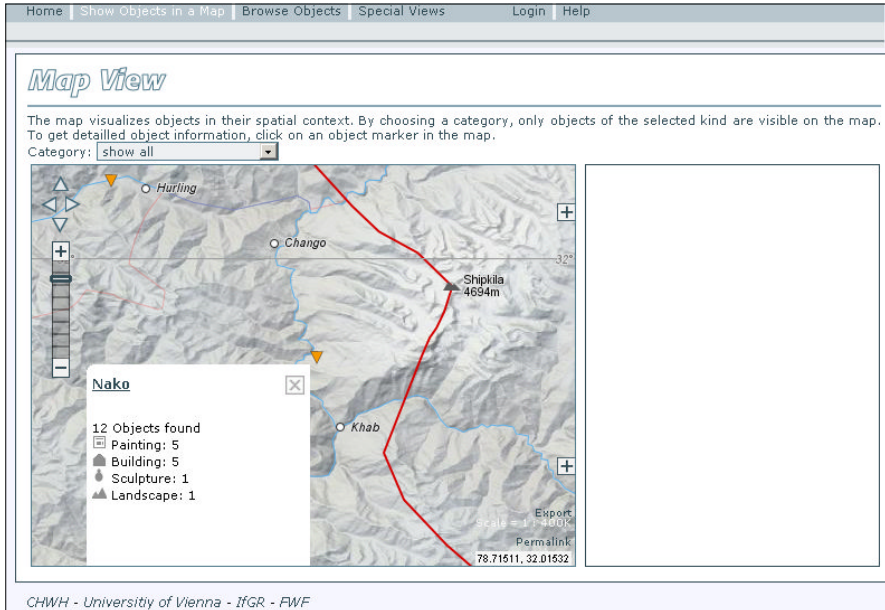 Home Show Objects in a Map Browse Objects Special Views Login Help
Map View
The map visualizes objects in their spatial context. By choosing a category, only objects of the selected kind are visible on the map.
To get detailled object information, click on an object marker in the map.
Category: show all
Hurling
Chango
32°
Shipkila
4694m
Nako
12 Objects found
Painting: 5
Building: 5
Sculpture: 1
Landscape: 1
Khab
Export
Scale = 1 : 400K
Permalink
78.71511, 32.01532
CHWH - Universitiy of Vienna - IfGR - FWF